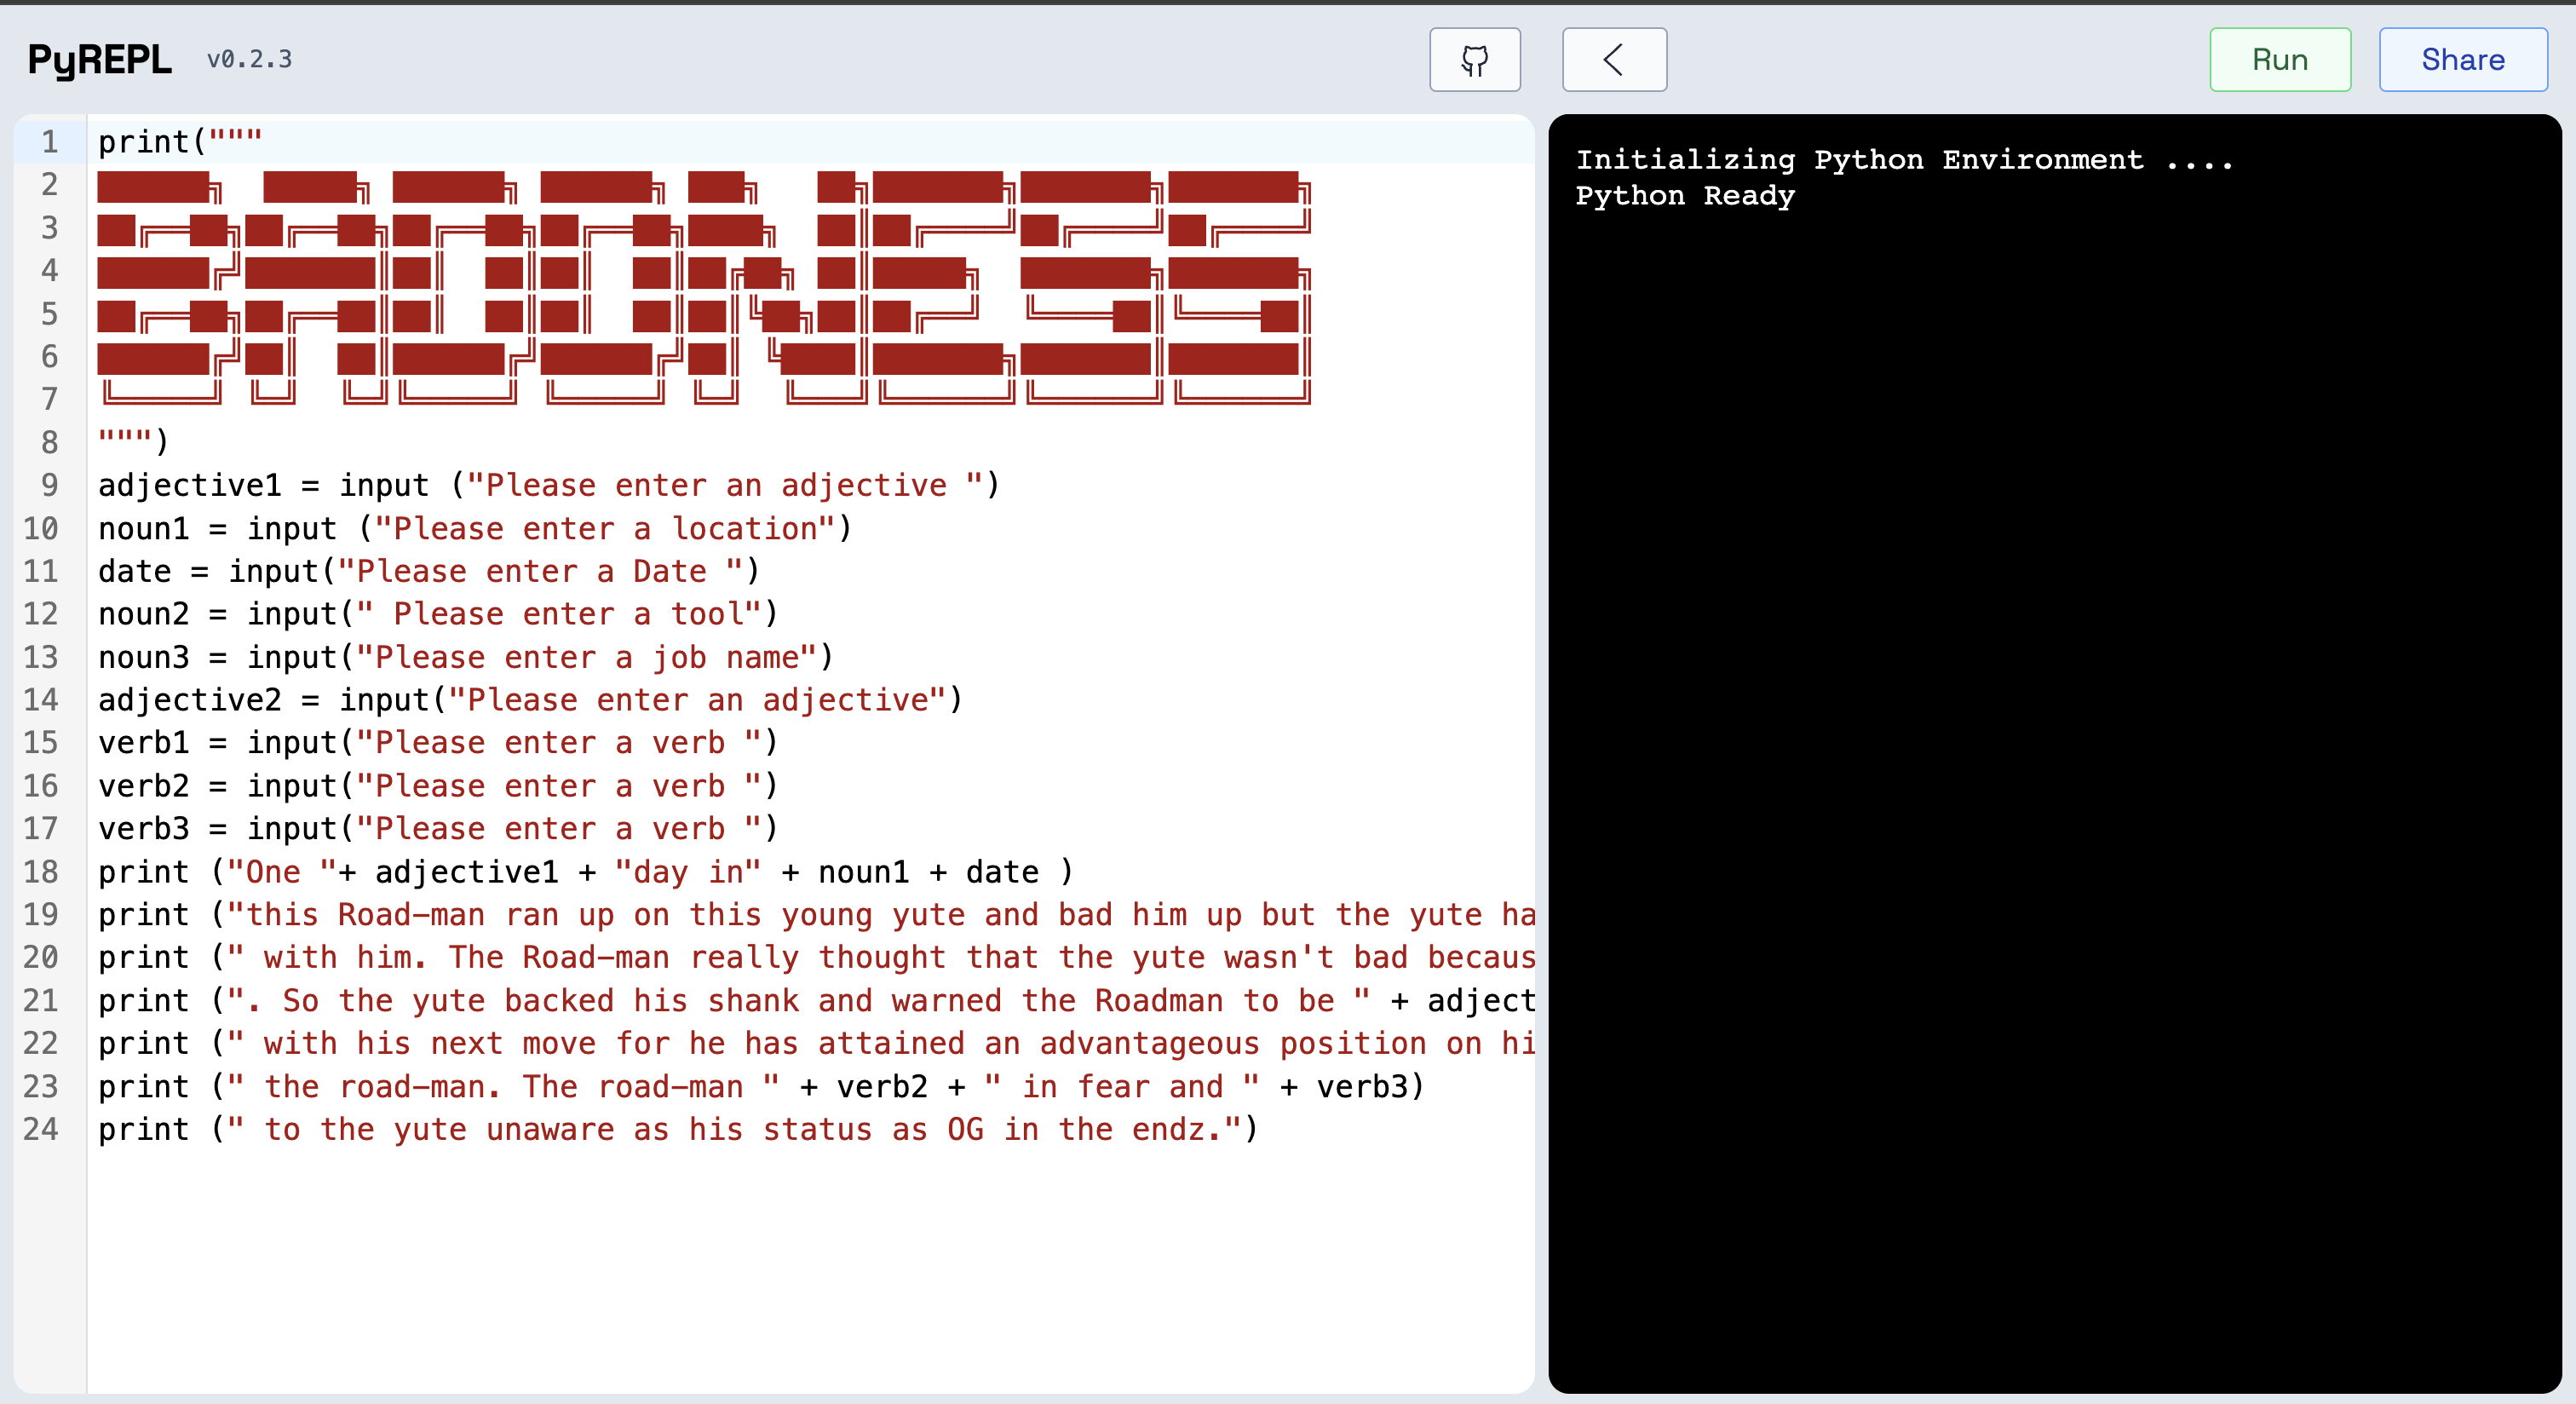 PyREPL v0.2.3 Run Share
1 print("""
2 ██████╗  █████╗ ██████╗ ██████╗ ███╗   ██╗███████╗███████╗███████╗
3 ██╔══██╗██╔══██╗██╔══██╗██╔══██╗████╗  ██║██╔════╝██╔════╝██╔════╝
4 ██████╔╝███████║██║  ██║██║  ██║██╔██╗ ██║█████╗  ███████╗███████╗
5 ██╔══██╗██╔══██║██║  ██║██║  ██║██║╚██╗██║██╔══╝  ╚════██║╚════██║
6 ██████╔╝██║  ██║██████╔╝██████╔╝██║ ╚████║███████╗███████║███████║
7 ╚═════╝ ╚═╝  ╚═╝╚═════╝ ╚═════╝ ╚═╝  ╚═══╝╚══════╝╚══════╝╚══════╝
8 """)
9 adjective1 = input ("Please enter an adjective ")
10 noun1 = input ("Please enter a location")
11 date = input("Please enter a Date ")
12 noun2 = input(" Please enter a tool")
13 noun3 = input("Please enter a job name")
14 adjective2 = input("Please enter an adjective")
15 verb1 = input("Please enter a verb ")
16 verb2 = input("Please enter a verb ")
17 verb3 = input("Please enter a verb ")
18 print ("One "+ adjective1 + "day in" + noun1 + date )
19 print ("this Road-man ran up on this young yute and bad him up but the yute ha
20 print (" with him. The Road-man really thought that the yute wasn't bad becaus
21 print (". So the yute backed his shank and warned the Roadman to be " + adject
22 print (" with his next move for he has attained an advantageous position on hi
23 print (" the road-man. The road-man " + verb2 + " in fear and " + verb3)
24 print (" to the yute unaware as his status as OG in the endz.")
Initializing Python Environment ....
Python Ready